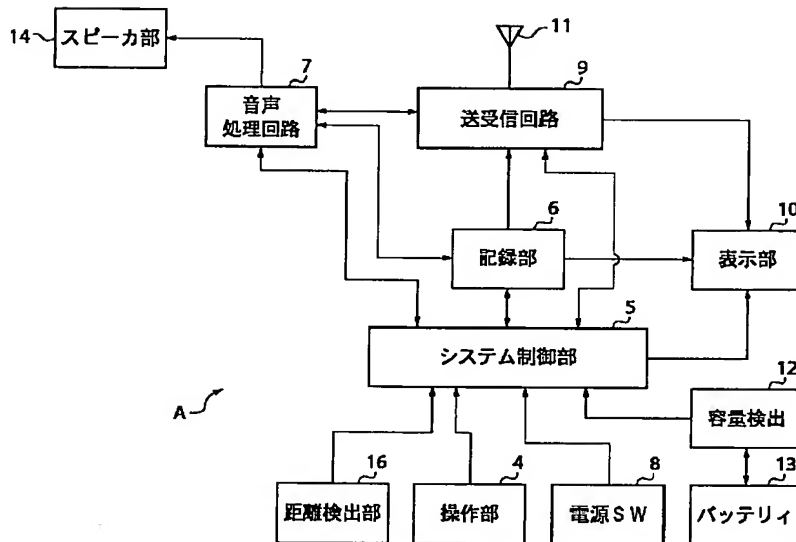 11
14
スピーカ部
7
9
音声
処理回路
送受信回路
6
10
記録部
表示部
5
システム制御部
12
A
容量検出
16
4
8
13
距離検出部
操作部
電源SW
バッテリィ